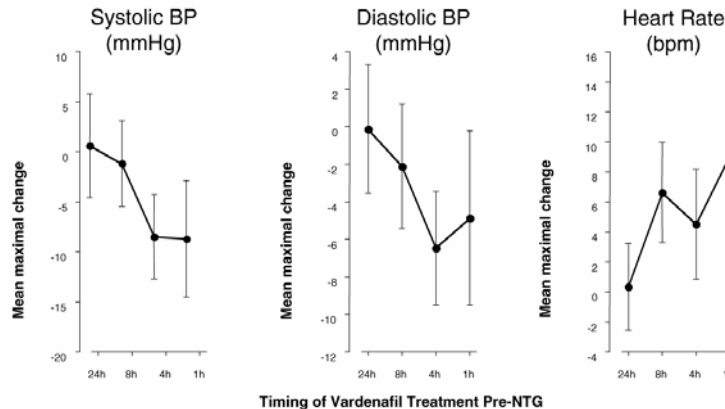 Systolic BP
(mmHg)
Mean maximal change
10
5
0
-5
-10
-15
-20
24h 8h 4h 1h
Diastolic BP
(mmHg)
Mean maximal change
4
2
0
-2
-4
-6
-8
-10
-12
24h 8h 4h 1h
Heart Rate
(bpm)
Mean maximal change
16
14
12
10
8
6
4
2
0
-2
-4
24h 8h 4h
Timing of Vardenafil Treatment Pre-NTG